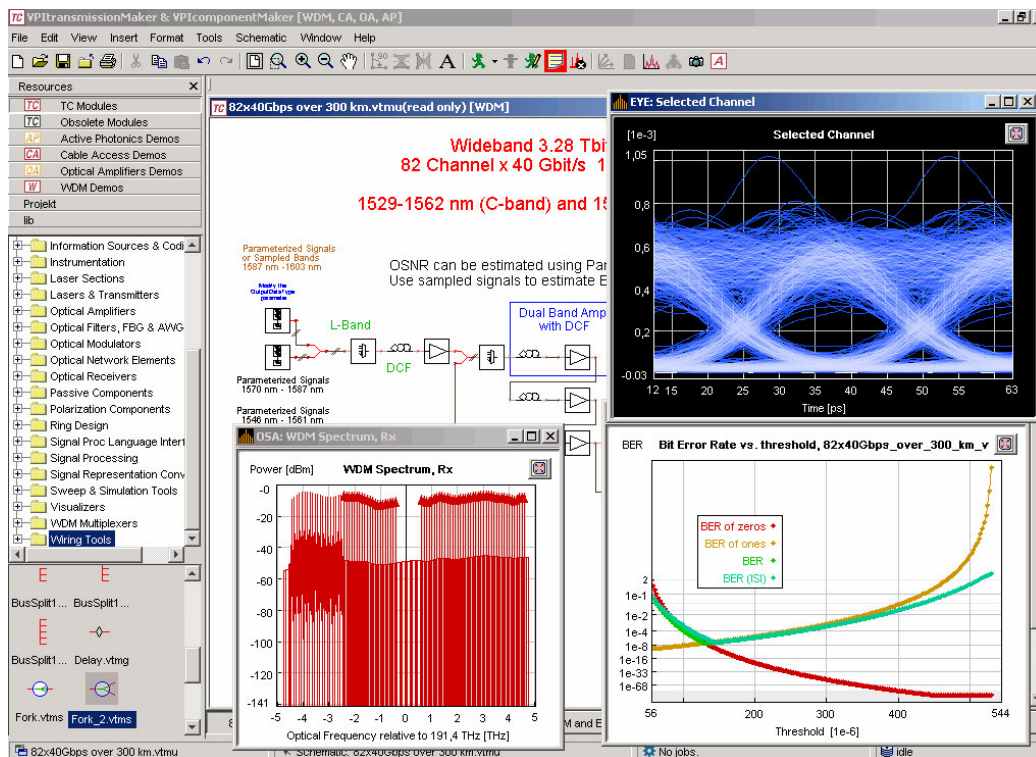 TC VPItransmissionMaker & VPIcomponentMaker [WDM, CA, OA, AP]
File Edit View Insert Format Tools Schematic Window Help
Resources
TC TC Modules
TC Obsolete Modules
AP Active Photonics Demos
CA Cable Access Demos
OA Optical Amplifiers Demos
W WDM Demos
Projekt
lib
Information Sources & Codi
Instrumentation
Laser Sections
Lasers & Transmitters
Optical Amplifiers
Optical Filters, FBG & AWG
Optical Modulators
Optical Network Elements
Optical Receivers
Passive Components
Polarization Components
Ring Design
Signal Proc Language Interf
Signal Processing
Signal Representation Conv
Sweep & Simulation Tools
Visualizers
WDM Multiplexers
Wiring Tools
BusSplit1... BusSplit1...
BusSplit1... Delay.vtmg
Fork.vtms Fork_2.vtms
TC 82x40Gbps over 300 km.vtmu(read only) [WDM]
Wideband 3.28 Tbi
82 Channel x 40 Gbit/s 1
1529-1562 nm (C-band) and 15
Parameterized Signals
or Sampled Bands
1587 nm -1603 nm
OSNR can be estimated using Par
Use sampled signals to estimate E
Modify the
OutputDataType
parameter
L-Band
DCF
Dual Band Amp
with DCF
Parameterized Signals
1570 nm - 1587 nm
Parameterized Signals
1546 nm - 1561 nm
EYE: Selected Channel
[1e-3] Selected Channel
1,05
0,8
0,6
0,4
0,2
-0.03
12 15 20 25 30 35 40 45 50 55 63
Time [ps]
OSA: WDM Spectrum, Rx
Power [dBm] WDM Spectrum, Rx
-0
-20
-40
-60
-80
-100
-120
-141
-5 -4 -3 -2 -1 0 1 2 3 4 5
Optical Frequency relative to 191,4 THz [THz]
BER Bit Error Rate vs. threshold, 82x40Gbps_over_300_km_v
BER of zeros
BER of ones
BER
BER (ISI)
2
1e-1
1e-2
1e-4
1e-8
1e-16
1e-33
1e-68
56 200 300 400 544
Threshold [1e-6]
8 M and E
82x40Gbps over 300 km.vtmu Schematic: 82x40Gbps over 300 km.vtmu No jobs. idle